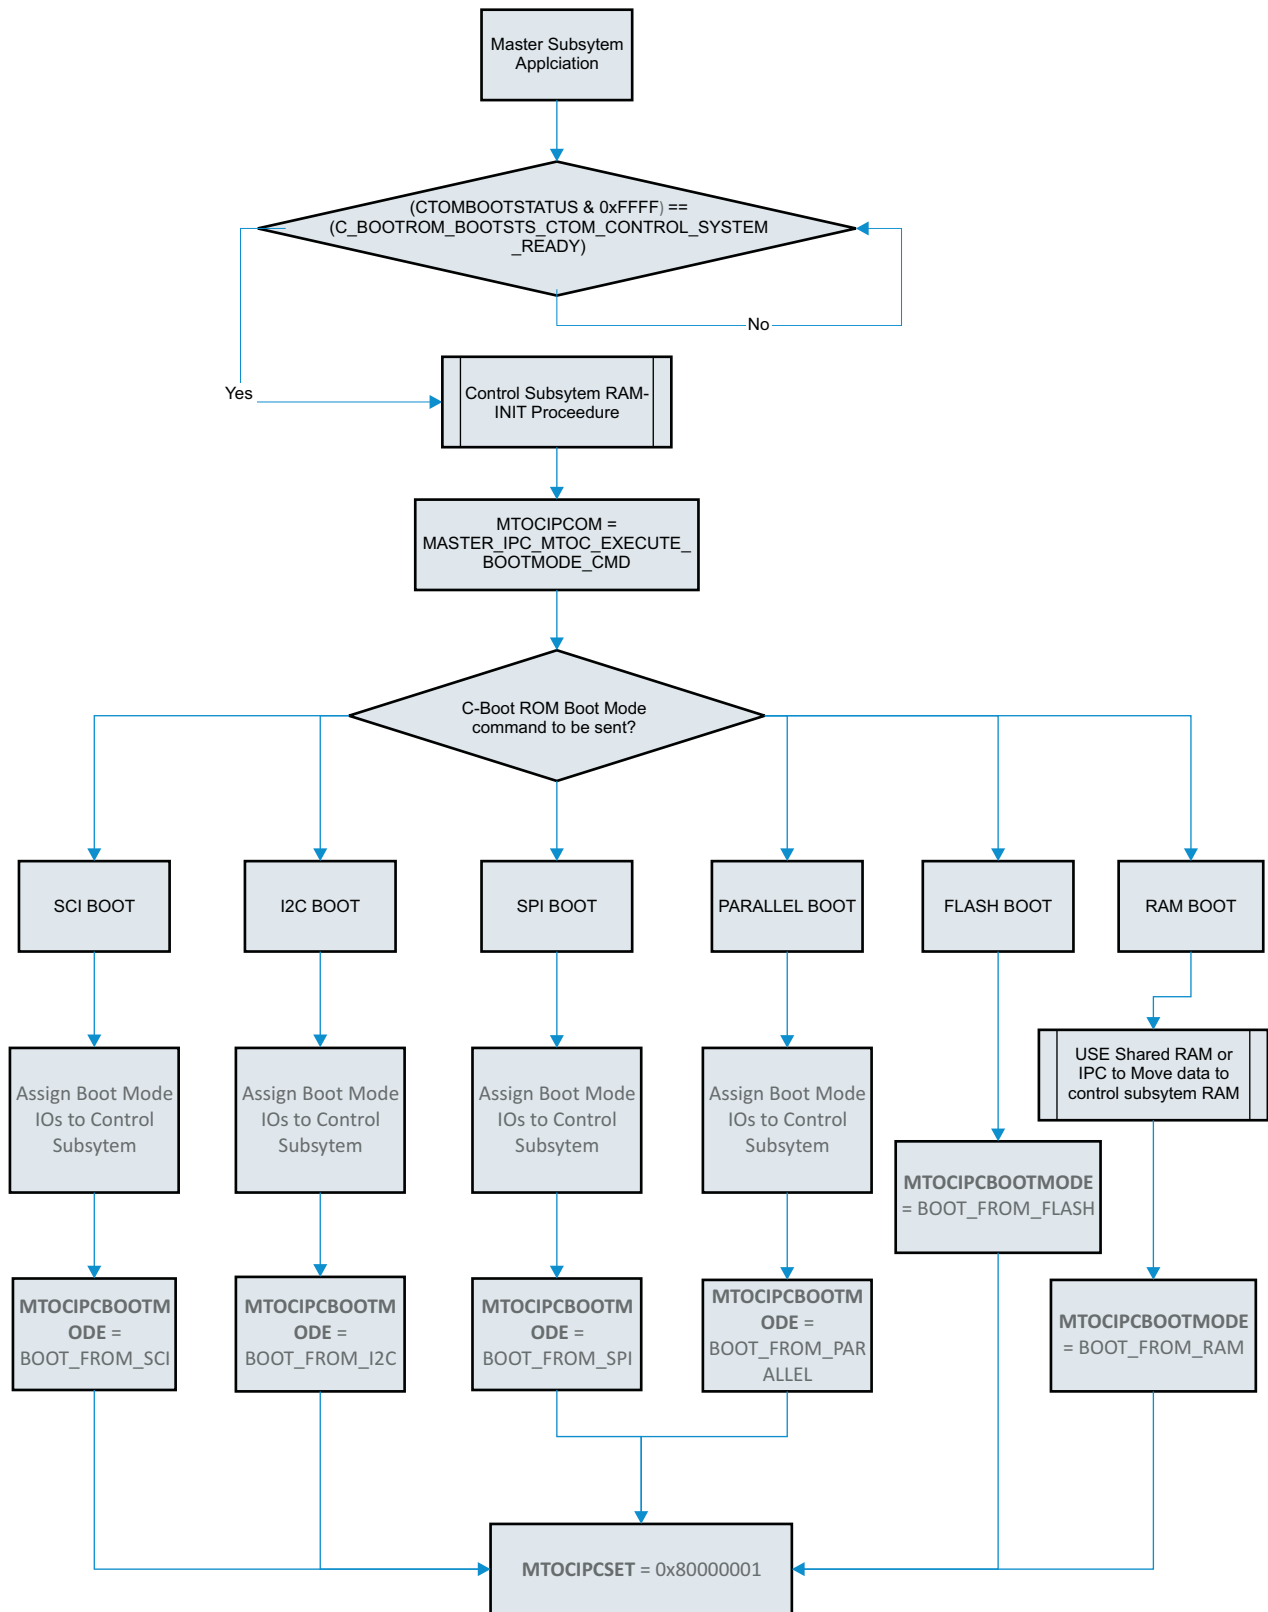 Master Subsytem
Applciation
(CTOMBOOTSTATUS & 0xFFFF) ==
(C_BOOTROM_BOOTSTS_CTOM_CONTROL_SYSTEM
_READY)
No
Yes
Control Subsytem RAM-
INIT Proceedure
MTOCIPCOM =
MASTER_IPC_MTOC_EXECUTE_
BOOTMODE_CMD
C-Boot ROM Boot Mode
command to be sent?
SCI BOOT
I2C BOOT
SPI BOOT
PARALLEL BOOT
FLASH BOOT
RAM BOOT
Assign Boot Mode
IOs to Control
Subsytem
Assign Boot Mode
IOs to Control
Subsytem
Assign Boot Mode
IOs to Control
Subsytem
Assign Boot Mode
IOs to Control
Subsytem
USE Shared RAM or
IPC to Move data to
control subsytem RAM
MTOCIPCBOOTMODE
= BOOT_FROM_FLASH
MTOCIPCBOOTM
ODE =
BOOT_FROM_SCI
MTOCIPCBOOTM
ODE =
BOOT_FROM_I2C
MTOCIPCBOOTM
ODE =
BOOT_FROM_SPI
MTOCIPCBOOTM
ODE =
BOOT_FROM_PAR
ALLEL
MTOCIPCBOOTMODE
= BOOT_FROM_RAM
MTOCIPCSET = 0x80000001